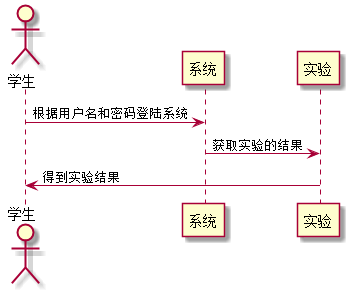 学生
系统
实验
根据用户名和密码登陆系统
获取实验的结果
得到实验结果
学生
系统
实验